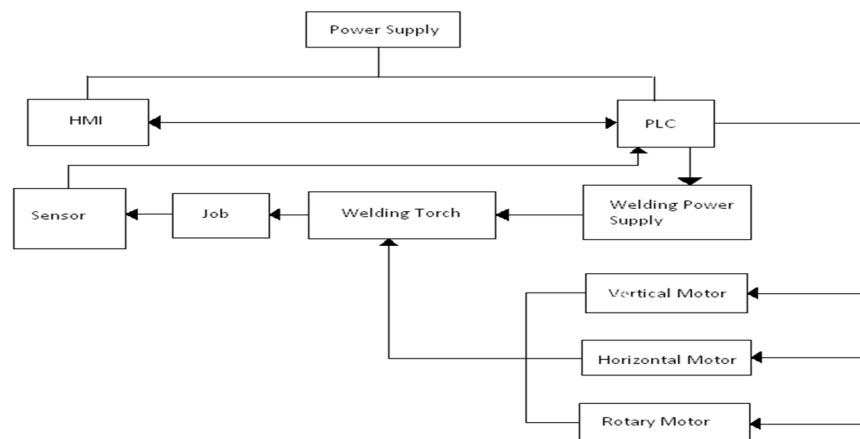 Power Supply
HMI
PLC
Sensor
Job
Welding Torch
Welding Power
Supply
Vertical Motor
Horizontal Motor
Rotary Motor